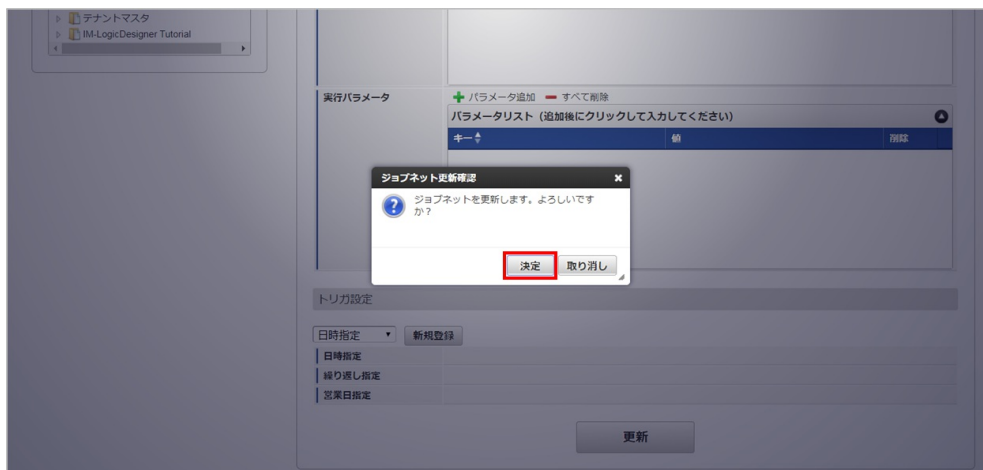 テナントマスタ
IM-LogicDesigner Tutorial
実行パラメータ
パラメータ追加 すべて削除
パラメータリスト（追加後にクリックして入力してください）
キー 値 削除
ジョブネット更新確認
ジョブネットを更新します。よろしいです
か？
決定 取り消し
トリガ設定
日時指定 新規登録
日時指定
繰り返し指定
営業日指定
更新